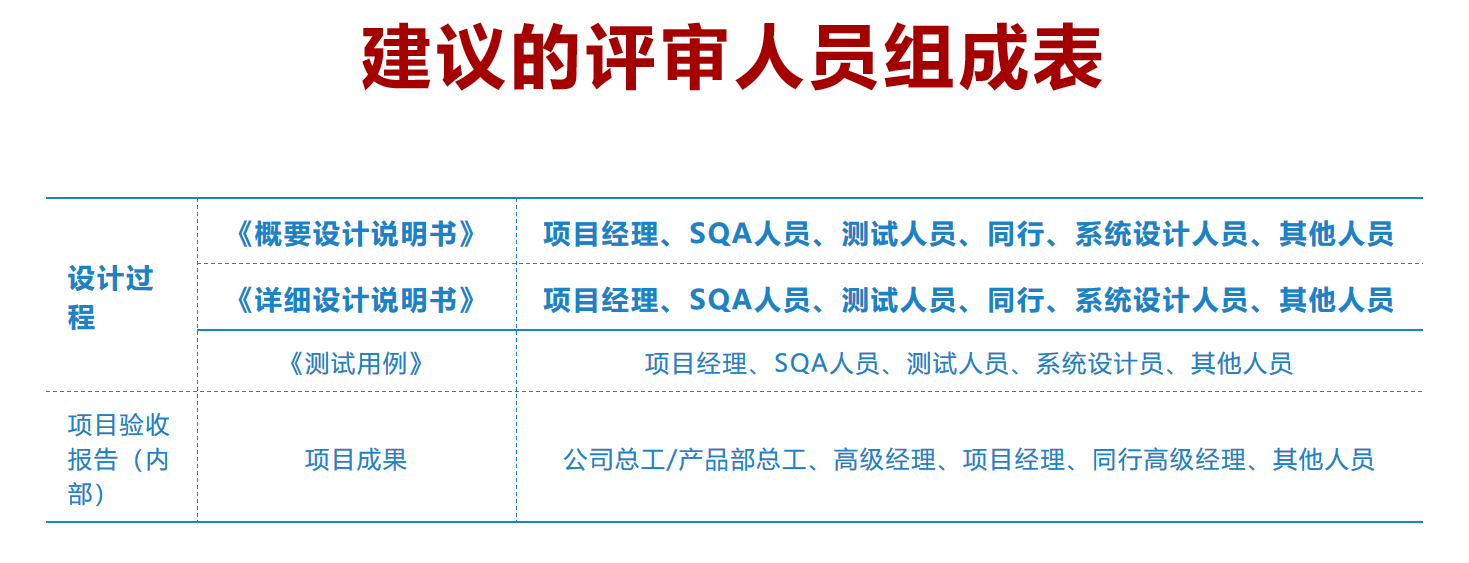 建议的评审人员组成表
设计过
程
《概要设计说明书》
项目经理、SQA人员、测试人员、同行、系统设计人员、其他人员
《详细设计说明书》
项目经理、SQA人员、测试人员、同行、系统设计人员、其他人员
《测试用例》
项目经理、SQA人员、测试人员、系统设计员、其他人员
项目验收
报告（内
部）
项目成果
公司总工/产品部总工、高级经理、项目经理、同行高级经理、其他人员